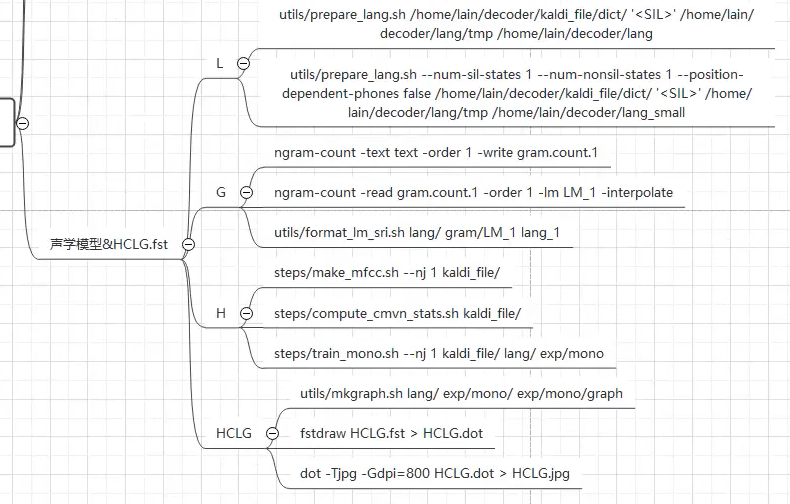 utils/prepare_lang.sh /home/lain/decoder/kaldi_file/dict/ '<SIL>' /home/lain/
decoder/lang/tmp /home/lain/decoder/lang
L
utils/prepare_lang.sh --num-sil-states 1 --num-nonsil-states 1 --position-
dependent-phones false /home/lain/decoder/kaldi_file/dict/ '<SIL>' /home/
lain/decoder/lang/tmp /home/lain/decoder/lang_small
ngram-count -text text -order 1 -write gram.count.1
G
ngram-count -read gram.count.1 -order 1 -lm LM_1 -interpolate
utils/format_lm_sri.sh lang/ gram/LM_1 lang_1
声学模型&HCLG.fst
steps/make_mfcc.sh --nj 1 kaldi_file/
H
steps/compute_cmvn_stats.sh kaldi_file/
steps/train_mono.sh --nj 1 kaldi_file/ lang/ exp/mono
utils/mkgraph.sh lang/ exp/mono/ exp/mono/graph
HCLG
fstdraw HCLG.fst > HCLG.dot
dot -Tjpg -Gdpi=800 HCLG.dot > HCLG.jpg